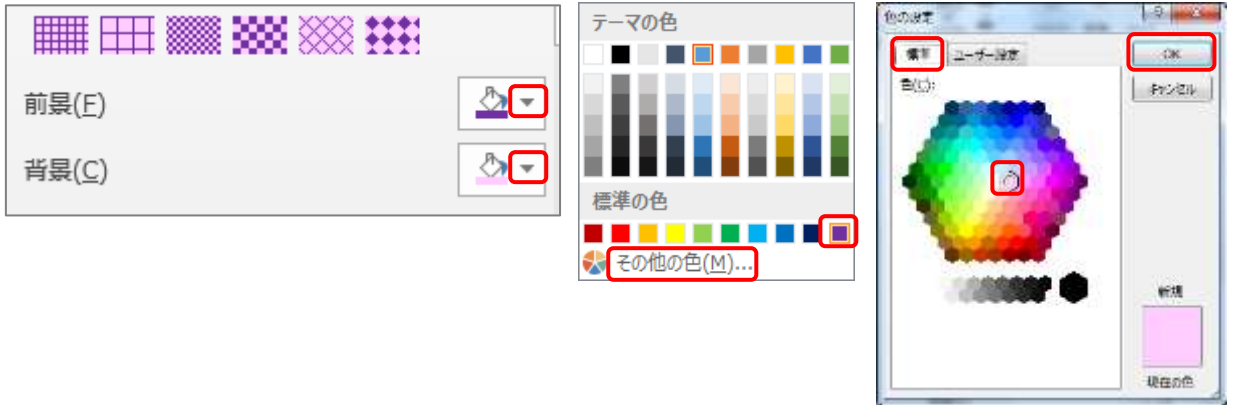 前景(F)
背景(C)
テーマの色
標準の色
その他の色(M)...
色の設定
標準
ユーザー設定
OK
キャンセル
色(C):
新規
現在の色